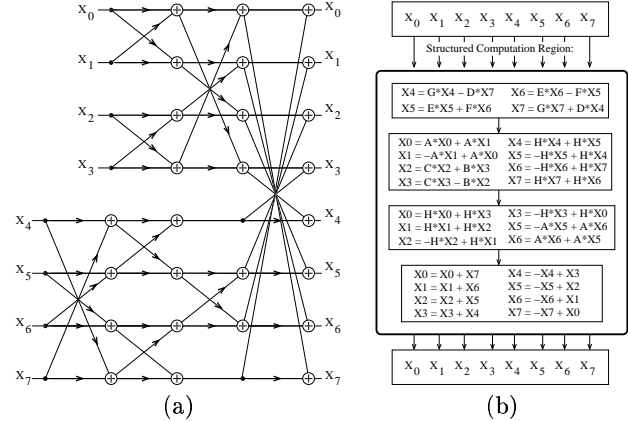 X0 X0
X1 X1
X2 X2
X3 X3
X4 X4
X5 X5
X6 X6
X7 X7
(a)
X0 X1 X2 X3 X4 X5 X6 X7
Structured Computation Region:
X4 = G*X4 − D*X7 X6 = E*X6 − F*X5
X5 = E*X5 + F*X6 X7 = G*X7 + D*X4
X0 = A*X0 + A*X1 X4 = H*X4 + H*X5
X1 = −A*X1 + A*X0 X5 = −H*X5 + H*X4
X2 = C*X2 + B*X3 X6 = −H*X6 + H*X7
X3 = C*X3 − B*X2 X7 = H*X7 + H*X6
X0 = H*X0 + H*X3 X3 = −H*X3 + H*X0
X1 = H*X1 + H*X2 X5 = −A*X5 + A*X6
X2 = −H*X2 + H*X1 X6 = A*X6 + A*X5
X0 = X0 + X7 X4 = −X4 + X3
X1 = X1 + X6 X5 = −X5 + X2
X2 = X2 + X5 X6 = −X6 + X1
X3 = X3 + X4 X7 = −X7 + X0
X0 X1 X2 X3 X4 X5 X6 X7
(b)